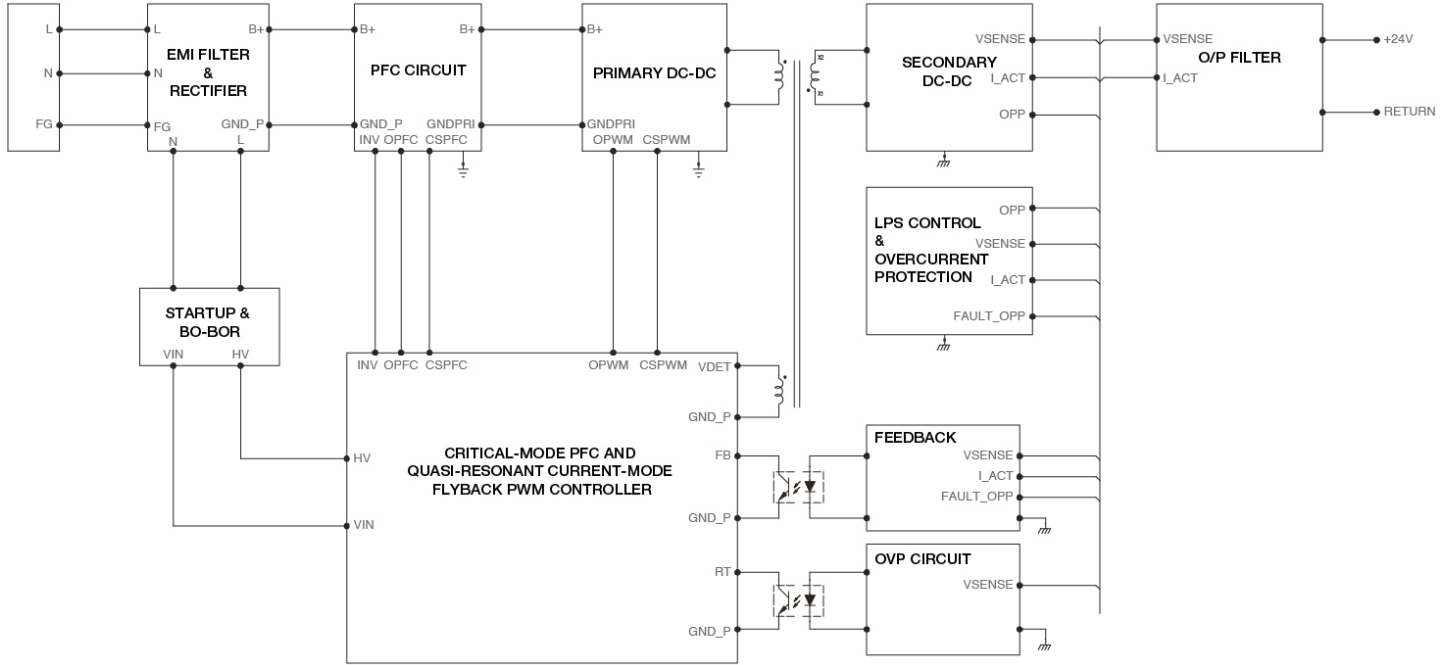 L
N
FG
L
N
FG
EMI FILTER
&
RECTIFIER
B+
GND_P
N
L
B+
GND_P
PFC CIRCUIT
B+
GNDPRI
INV
OPFC
CSPFC
B+
GNDPRI
PRIMARY DC-DC
OPWM
CSPWM
SECONDARY
DC-DC
VSENSE
I_ACT
OPP
VSENSE
I_ACT
O/P FILTER
+24V
RETURN
LPS CONTROL
&
OVERCURRENT
PROTECTION
OPP
VSENSE
I_ACT
FAULT_OPP
STARTUP &
BO-BOR
VIN
HV
INV
OPFC
CSPFC
OPWM
CSPWM
VDET
GND_P
HV
VIN
CRITICAL-MODE PFC AND
QUASI-RESONANT CURRENT-MODE
FLYBACK PWM CONTROLLER
FB
GND_P
RT
GND_P
FEEDBACK
VSENSE
I_ACT
FAULT_OPP
OVP CIRCUIT
VSENSE